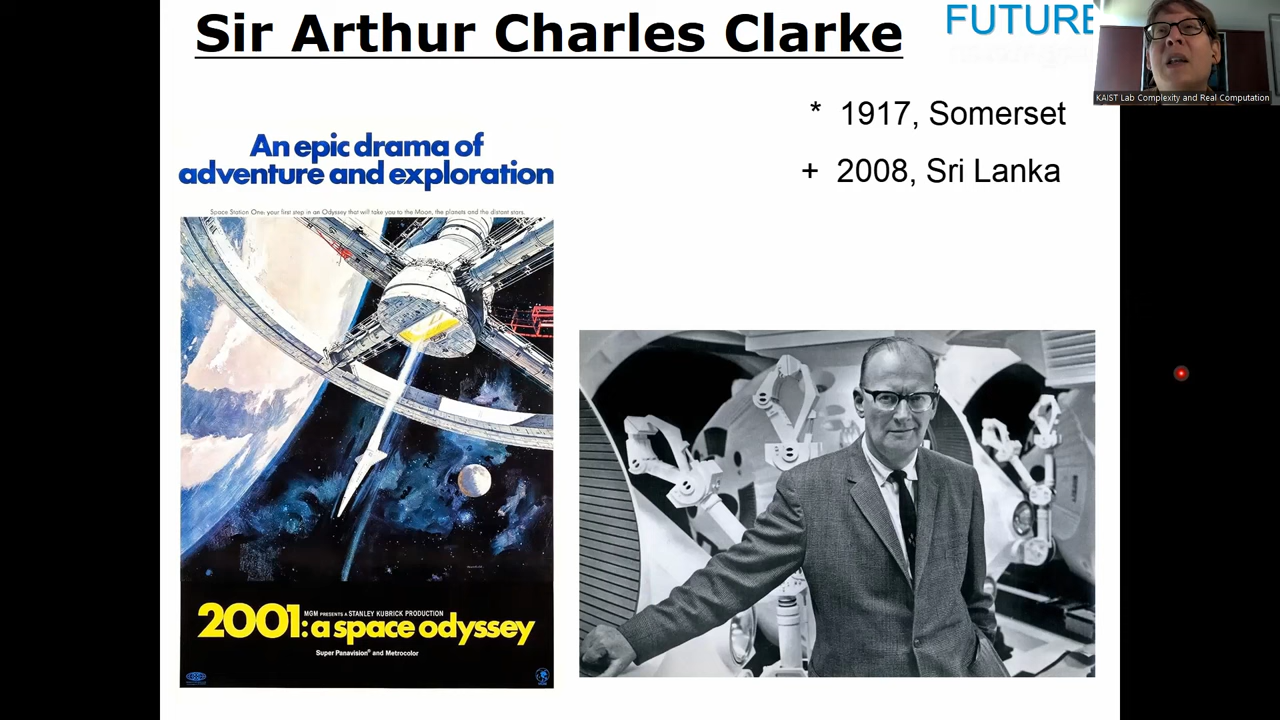 Sir Arthur Charles Clarke
FUTURE
KAIST Lab Complexity and Real Computation
* 1917, Somerset
+ 2008, Sri Lanka
An epic drama of
adventure and exploration
Space Station One: your first step in an Odyssey that will take you to the Moon, the planets and the distant stars.
MGM PRESENTS A STANLEY KUBRICK PRODUCTION
2001: a space odyssey
Super Panavision® and Metrocolor